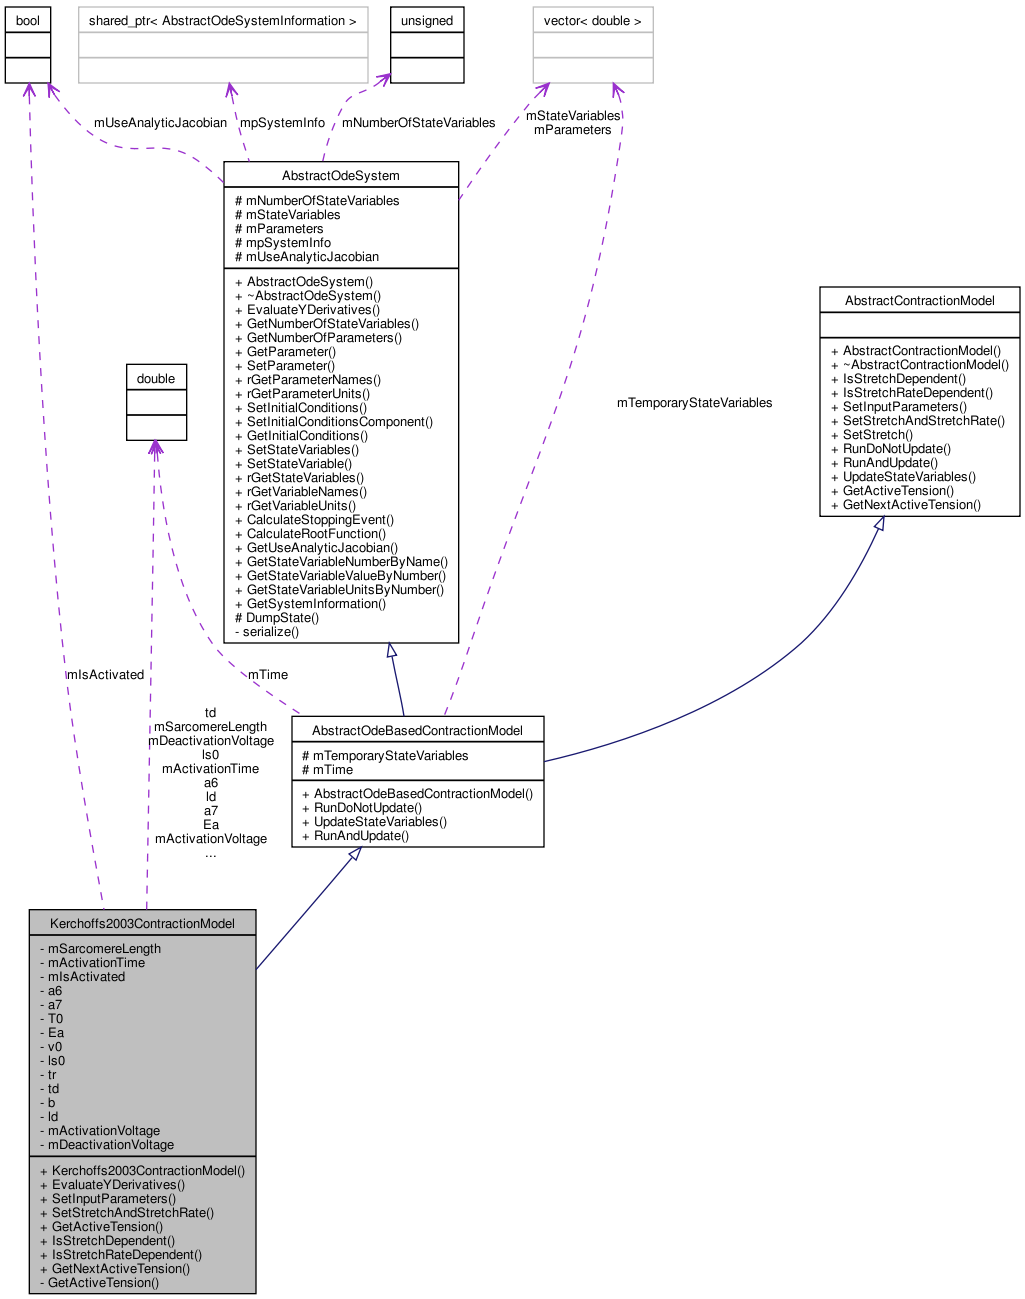 bool
shared_ptr< AbstractOdeSystemInformation >
unsigned
vector< double >
mUseAnalyticJacobian
mpSystemInfo
mNumberOfStateVariables
mStateVariables
mParameters
AbstractOdeSystem
# mNumberOfStateVariables
# mStateVariables
# mParameters
# mpSystemInfo
# mUseAnalyticJacobian
+ AbstractOdeSystem()
+ ~AbstractOdeSystem()
+ EvaluateYDerivatives()
+ GetNumberOfStateVariables()
+ GetNumberOfParameters()
+ GetParameter()
+ SetParameter()
+ rGetParameterNames()
+ rGetParameterUnits()
+ SetInitialConditions()
+ SetInitialConditionsComponent()
+ GetInitialConditions()
+ SetStateVariables()
+ SetStateVariable()
+ rGetStateVariables()
+ rGetVariableNames()
+ rGetVariableUnits()
+ CalculateStoppingEvent()
+ CalculateRootFunction()
+ GetUseAnalyticJacobian()
+ GetStateVariableNumberByName()
+ GetStateVariableValueByNumber()
+ GetStateVariableUnitsByNumber()
+ GetSystemInformation()
# DumpState()
- serialize()
AbstractContractionModel
+ AbstractContractionModel()
+ ~AbstractContractionModel()
+ IsStretchDependent()
+ IsStretchRateDependent()
+ SetInputParameters()
+ SetStretchAndStretchRate()
+ SetStretch()
+ RunDoNotUpdate()
+ RunAndUpdate()
+ UpdateStateVariables()
+ GetActiveTension()
+ GetNextActiveTension()
double
mTemporaryStateVariables
mIsActivated
mTime
td
mSarcomereLength
mDeactivationVoltage
ls0
mActivationTime
a6
ld
a7
Ea
mActivationVoltage
...
AbstractOdeBasedContractionModel
# mTemporaryStateVariables
# mTime
+ AbstractOdeBasedContractionModel()
+ RunDoNotUpdate()
+ UpdateStateVariables()
+ RunAndUpdate()
Kerchoffs2003ContractionModel
- mSarcomereLength
- mActivationTime
- mIsActivated
- a6
- a7
- T0
- Ea
- v0
- ls0
- tr
- td
- b
- ld
- mActivationVoltage
- mDeactivationVoltage
+ Kerchoffs2003ContractionModel()
+ EvaluateYDerivatives()
+ SetInputParameters()
+ SetStretchAndStretchRate()
+ GetActiveTension()
+ IsStretchDependent()
+ IsStretchRateDependent()
+ GetNextActiveTension()
- GetActiveTension()